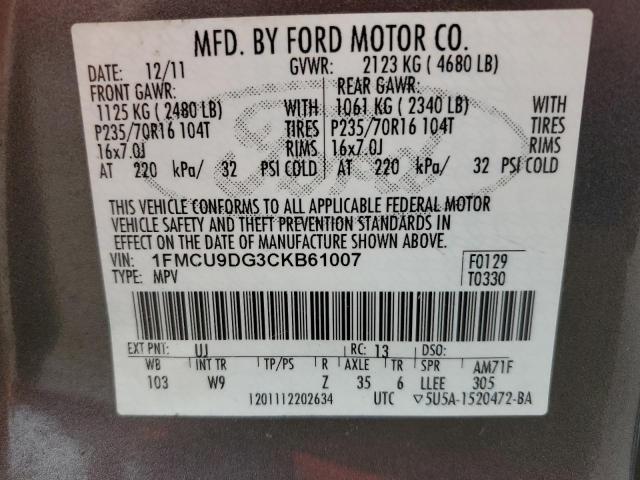 MFD. BY FORD MOTOR CO.
DATE: 12/11 GVWR: 2123 KG ( 4680 LB)
FRONT GAWR: REAR GAWR:
1125 KG ( 2480 LB) WITH 1061 KG ( 2340 LB) WITH
P235/70R16 104T TIRES P235/70R16 104T TIRES
16x7.0J RIMS 16x7.0J RIMS
AT 220 kPa/ 32 PSI COLD AT 220 kPa/ 32 PSI COLD
Ford
THIS VEHICLE CONFORMS TO ALL APPLICABLE FEDERAL MOTOR
VEHICLE SAFETY AND THEFT PREVENTION STANDARDS IN
EFFECT ON THE DATE OF MANUFACTURE SHOWN ABOVE.
VIN: 1FMCU9DG3CKB61007 F0129
TYPE: MPV T0330
EXT PNT: UJ RC: 13 DSO:
WB INT TR TP/PS R AXLE TR SPR AM71F
103 W9 Z 35 6 LLEE 305
1201112202634 UTC ▽5U5A-1520472-BA